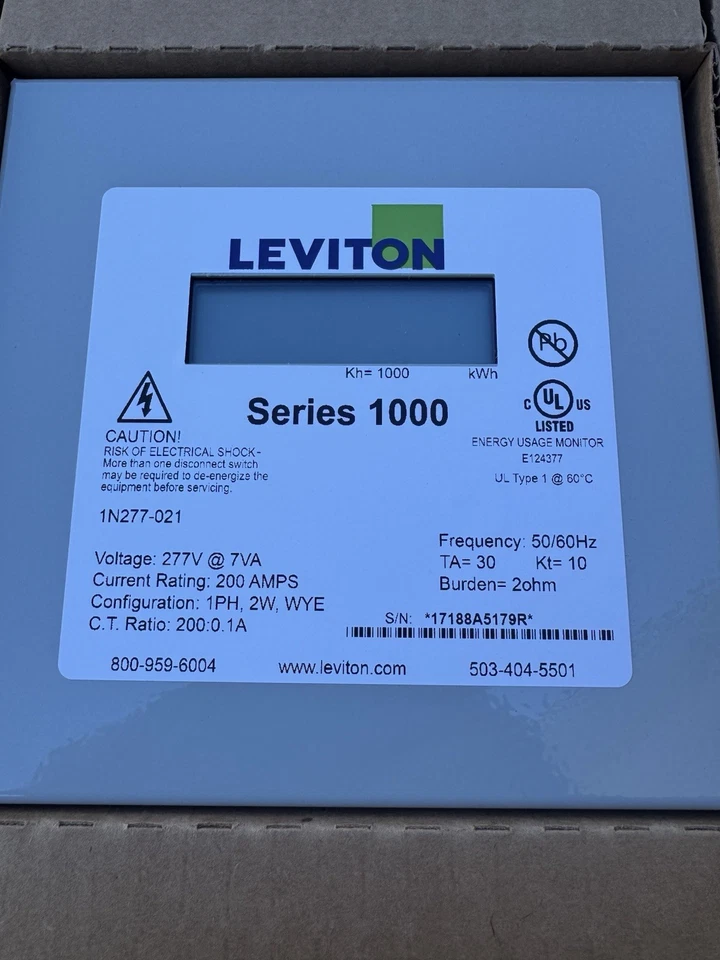 LEVITON
Kh= 1000 kWh
Pb
Series 1000
C UL US
LISTED
ENERGY USAGE MONITOR
E124377
UL Type 1 @ 60°C
CAUTION!
RISK OF ELECTRICAL SHOCK-
More than one disconnect switch
may be required to de-energize the
equipment before servicing.
1N277-021
Voltage: 277V @ 7VA
Current Rating: 200 AMPS
Configuration: 1PH, 2W, WYE
C.T. Ratio: 200:0.1A
Frequency: 50/60Hz
TA= 30 Kt= 10
Burden= 2ohm
S/N: *17188A5179R*
800-959-6004 www.leviton.com 503-404-5501